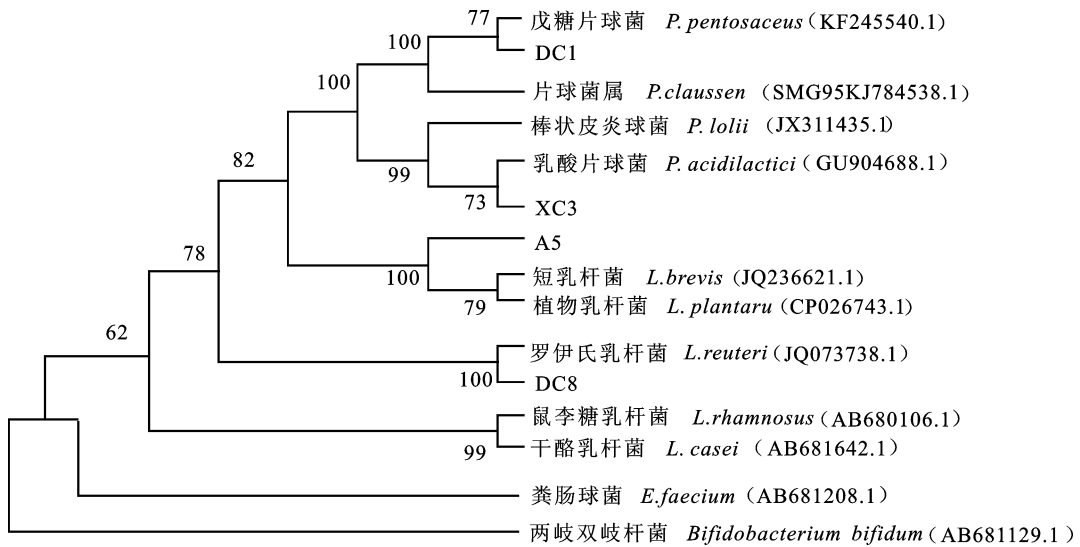 77
戊糖片球菌 P. pentosaceus (KF245540.1)
100
DC1
100
片球菌属 P.claussen (SMG95KJ784538.1)
棒状皮炎球菌 P. lolii (JX311435.1)
82
乳酸片球菌 P. acidilactici (GU904688.1)
99
73
XC3
A5
78
100
短乳杆菌 L.brevis (JQ236621.1)
79
植物乳杆菌 L. plantaru (CP026743.1)
62
罗伊氏乳杆菌 L.reuteri (JQ073738.1)
100
DC8
鼠李糖乳杆菌 L.rhamnosus (AB680106.1)
99
干酪乳杆菌 L. casei (AB681642.1)
粪肠球菌 E.faecium (AB681208.1)
两岐双岐杆菌 Bifidobacterium bifidum (AB681129.1)